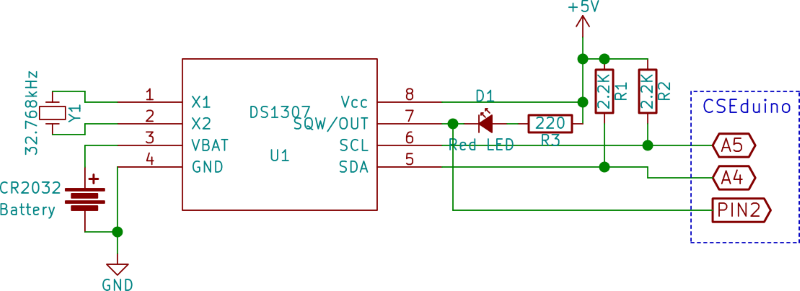 +5V
32.768kHz
Y1
1
X1
2
X2
3
VBAT
4
GND
DS1307
U1
Vcc
8
SQW/OUT
7
SCL
6
SDA
5
D1
Red LED
220
R3
2.2K
R1
2.2K
R2
CSEduino
A5
A4
PIN2
CR2032
Battery
+
GND